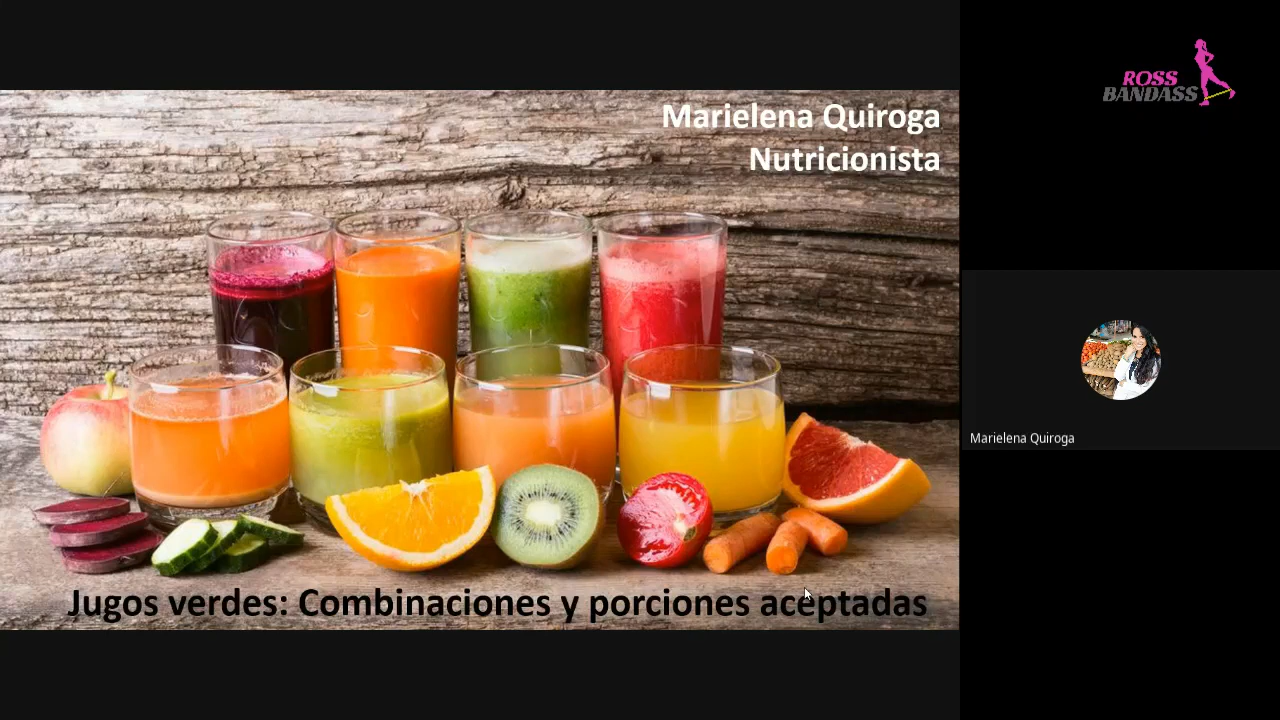 Marielena Quiroga
Nutricionista
Jugos verdes: Combinaciones y porciones aceptadas
ROSS
BANDASS
Marielena Quiroga